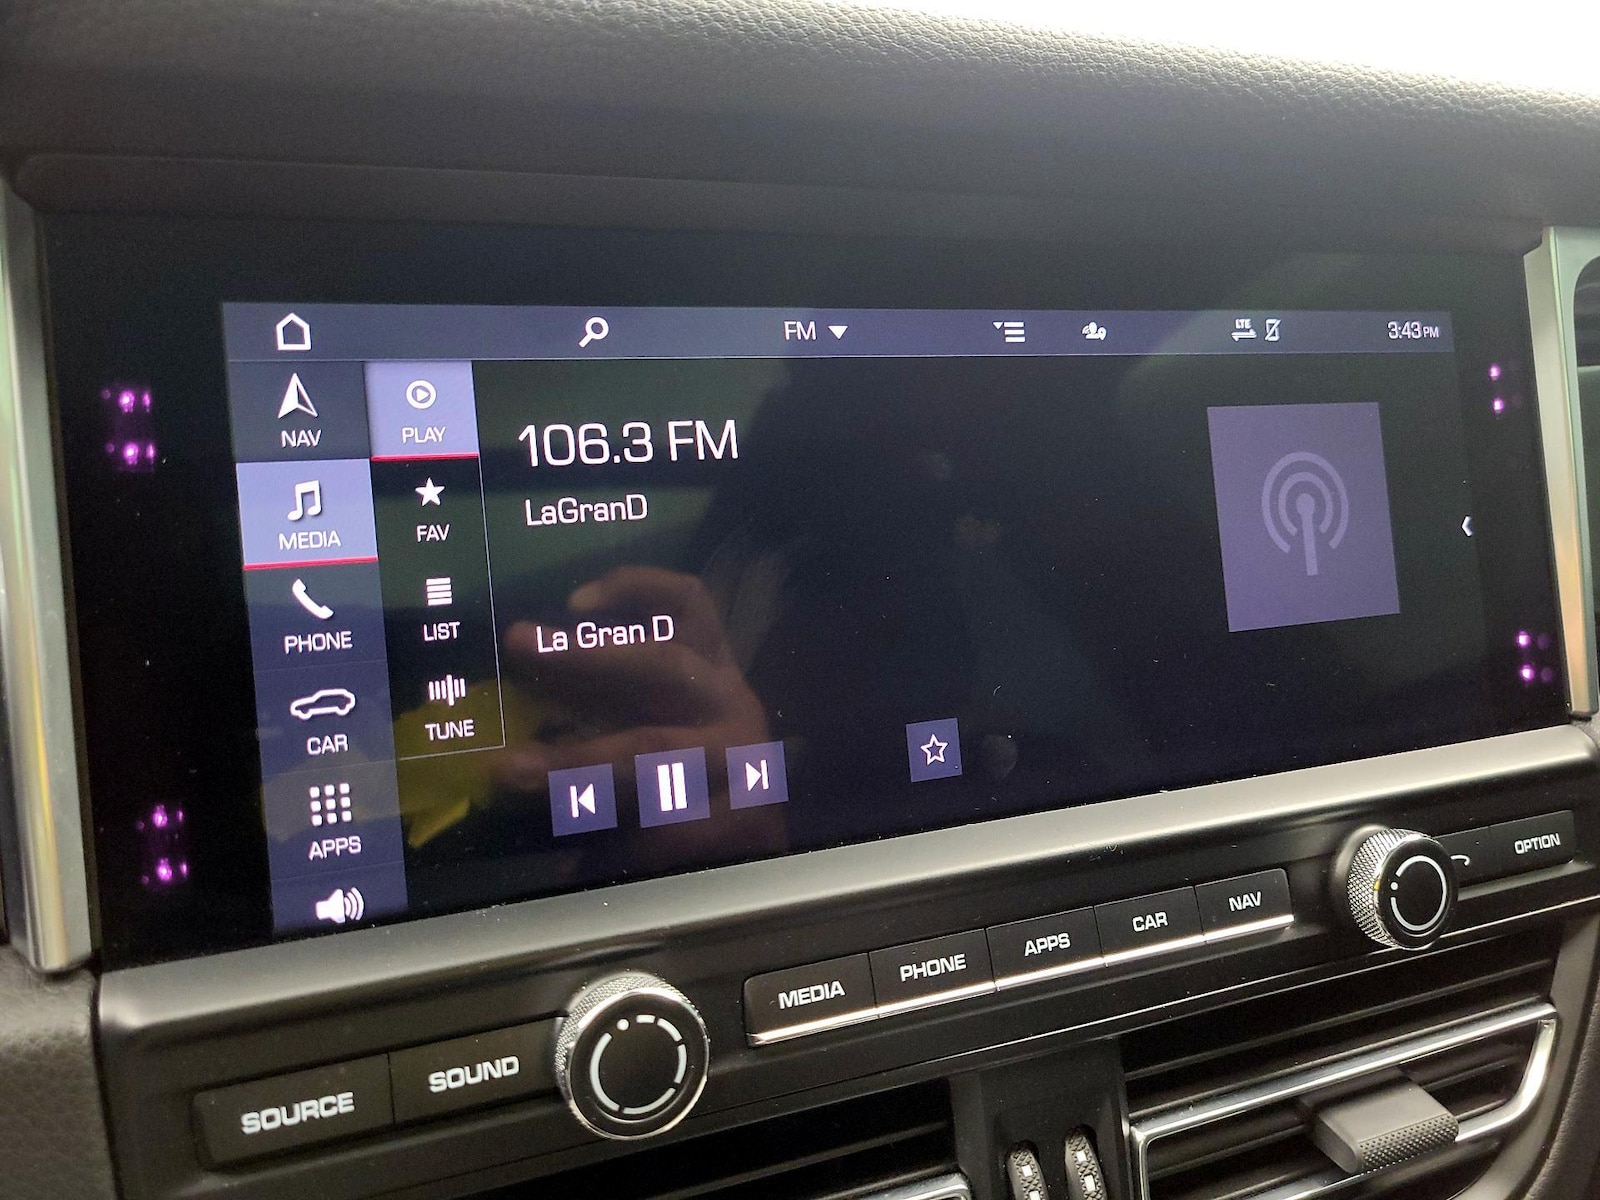 FM
LTE
3:43 PM
NAV
PLAY
MEDIA
FAV
PHONE
LIST
CAR
TUNE
APPS
106.3 FM
LaGranD
La Gran D
SOURCE
SOUND
MEDIA
PHONE
APPS
CAR
NAV
OPTION